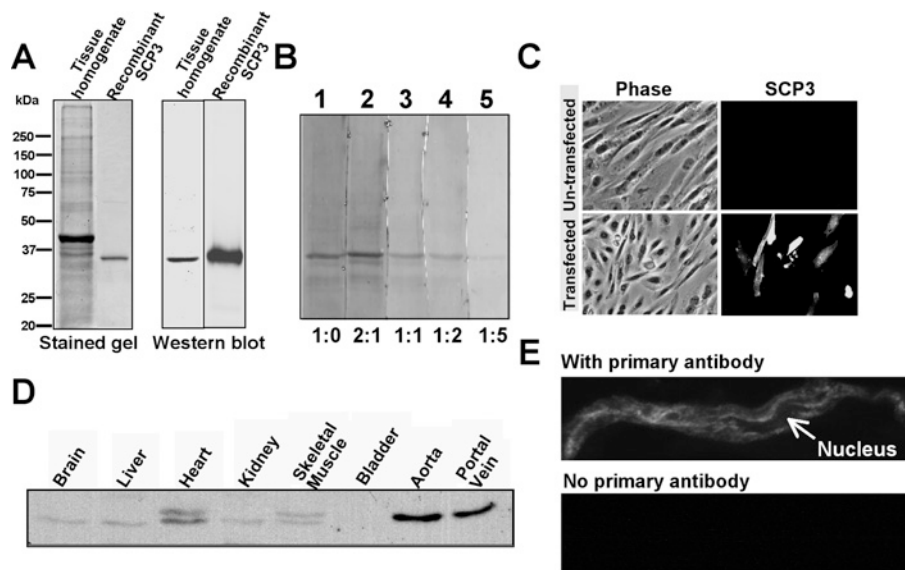 A
Tissue
homogenate
Recombinant
SCP3
Tissue
homogenate
Recombinant
SCP3
kDa
250
150
100
75
50
37
25
20
Stained gel
Western blot
B
1 2 3 4 5
1:0 2:1 1:1 1:2 1:5
C
Phase SCP3
Un-transfected
Transfected
D
Brain
Liver
Heart
Kidney
Skeletal
Muscle
Bladder
Aorta
Portal
Vein
E
With primary antibody
Nucleus
No primary antibody